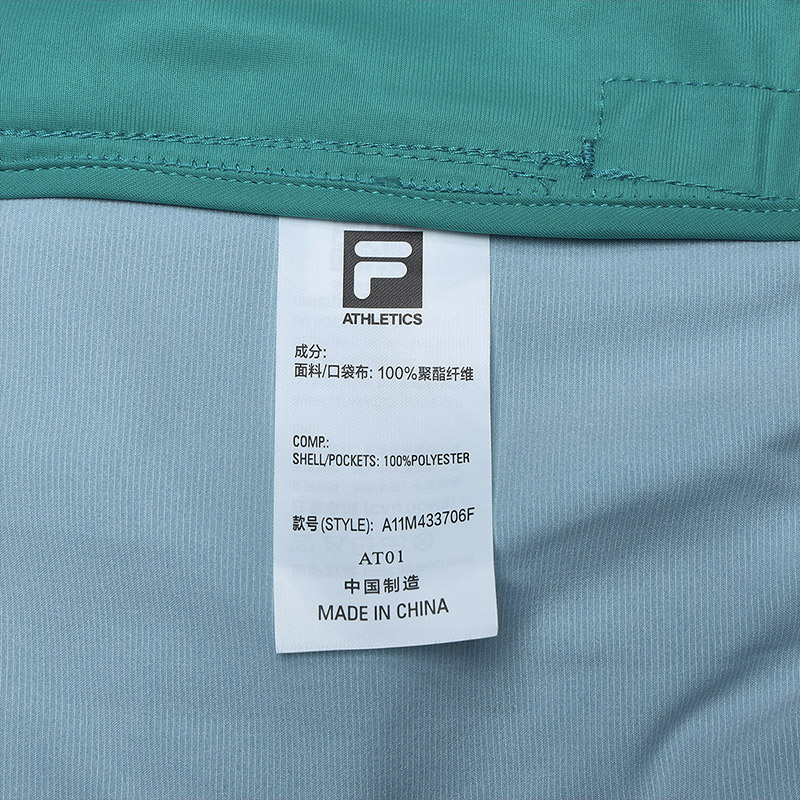 F
ATHLETICS
成分:
面料/口袋布: 100%聚酯纤维
COMP.:
SHELL/POCKETS: 100%POLYESTER
款号(STYLE): A11M433706F
AT01
中国制造
MADE IN CHINA